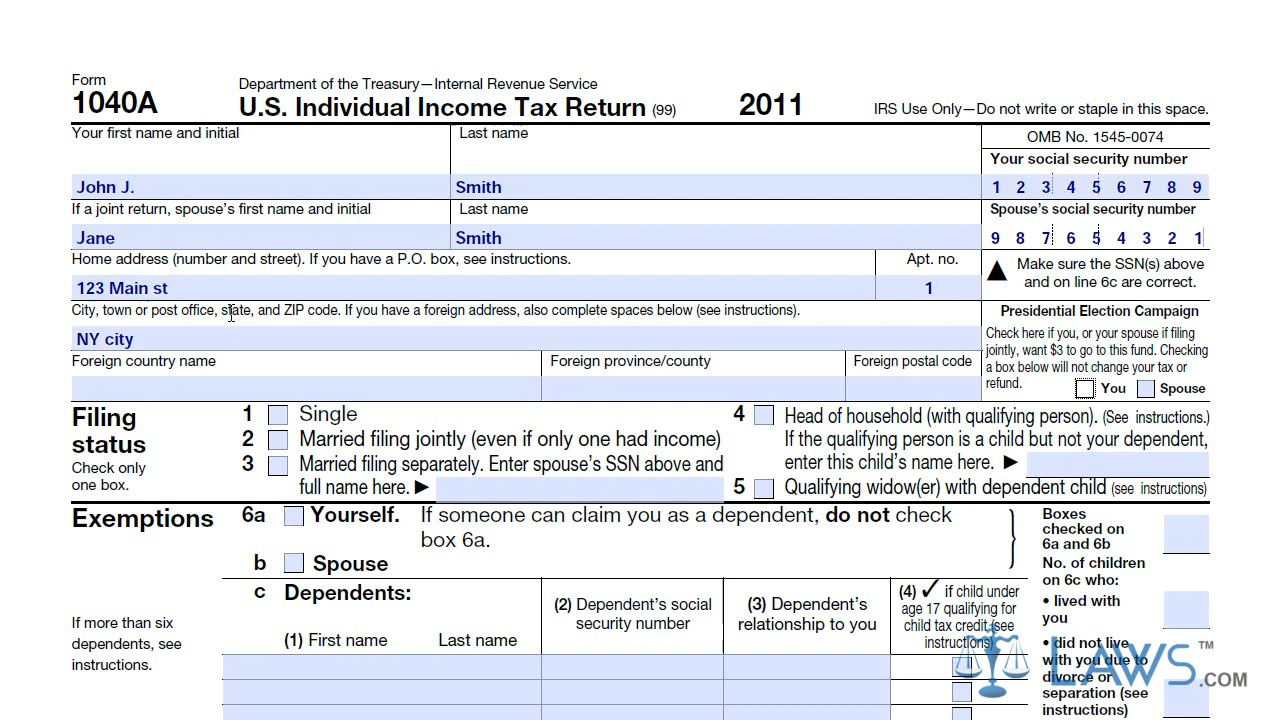 Form
1040A
Department of the Treasury—Internal Revenue Service
U.S. Individual Income Tax Return (99)
2011
IRS Use Only—Do not write or staple in this space.
Your first name and initial
Last name
OMB No. 1545-0074
Your social security number
John J.
Smith
1 2 3 4 5 6 7 8 9
If a joint return, spouse's first name and initial
Last name
Spouse's social security number
Jane
Smith
9 8 7 6 5 4 3 2 1
Home address (number and street). If you have a P.O. box, see instructions.
Apt. no.
▲ Make sure the SSN(s) above
and on line 6c are correct.
123 Main st
1
City, town or post office, state, and ZIP code. If you have a foreign address, also complete spaces below (see instructions).
NY city
Presidential Election Campaign
Check here if you, or your spouse if filing
jointly, want $3 to go to this fund. Checking
a box below will not change your tax or
refund.
You
Spouse
Foreign country name
Foreign province/county
Foreign postal code
Filing
status
Check only
one box.
1 Single
2 Married filing jointly (even if only one had income)
3 Married filing separately. Enter spouse's SSN above and
full name here. ▶
4 Head of household (with qualifying person). (See instructions.)
If the qualifying person is a child but not your dependent,
enter this child's name here. ▶
5 Qualifying widow(er) with dependent child (see instructions)
Exemptions
6a Yourself. If someone can claim you as a dependent, do not check
box 6a.
b Spouse
c Dependents:
(1) First name Last name
(2) Dependent's social
security number
(3) Dependent's
relationship to you
(4) ✓ if child under
age 17 qualifying for
child tax credit (see
instructions)
If more than six
dependents, see
instructions.
Boxes
checked on
6a and 6b
No. of children
on 6c who:
• lived with
you
• did not live
with you due to
divorce or
separation (see
instructions)
LAWS™
.COM